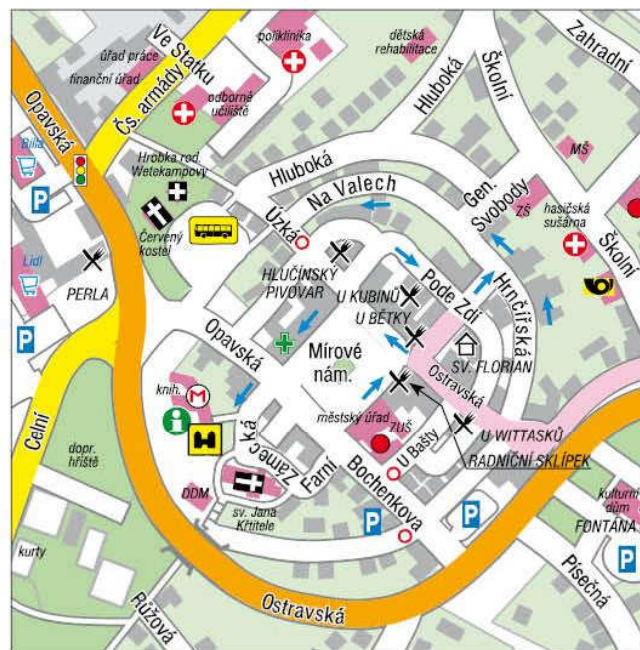 Ve Statku
úřad práce
finanční úřad
Čs. armády
Opavská
poliklinika
odborné
učiliště
dětská
rehabilitace
Hluboká
Školní
Zahradní
Billa
Hrobka rod.
Wetekampovy
Hluboká
Na Valech
Gen.
Svobody
MŠ
ZŠ
hasičská
sušárna
Školní
Červený
kostel
Úzká
Lidl
PERLA
HLUČÍNSKÝ
PIVOVAR
U KUBINŮ
U BĚTKY
Pode Zdí
Hrnčířská
Opavská
Mírové
nám.
SV. FLORIAN
Ostravská
Celní
knih.
M
i
městský úřad
ZUŠ
U WITTASKŮ
RADNIČNÍ SKLÍPEK
U Bašty
Zámecká
Farní
Bochenkova
dopr.
hřiště
DDM
sv. Jana
Křtitele
kulturní
dům
FONTÁNA
kurty
P
P
P
P
P
Růžová
Ostravská
Písečná